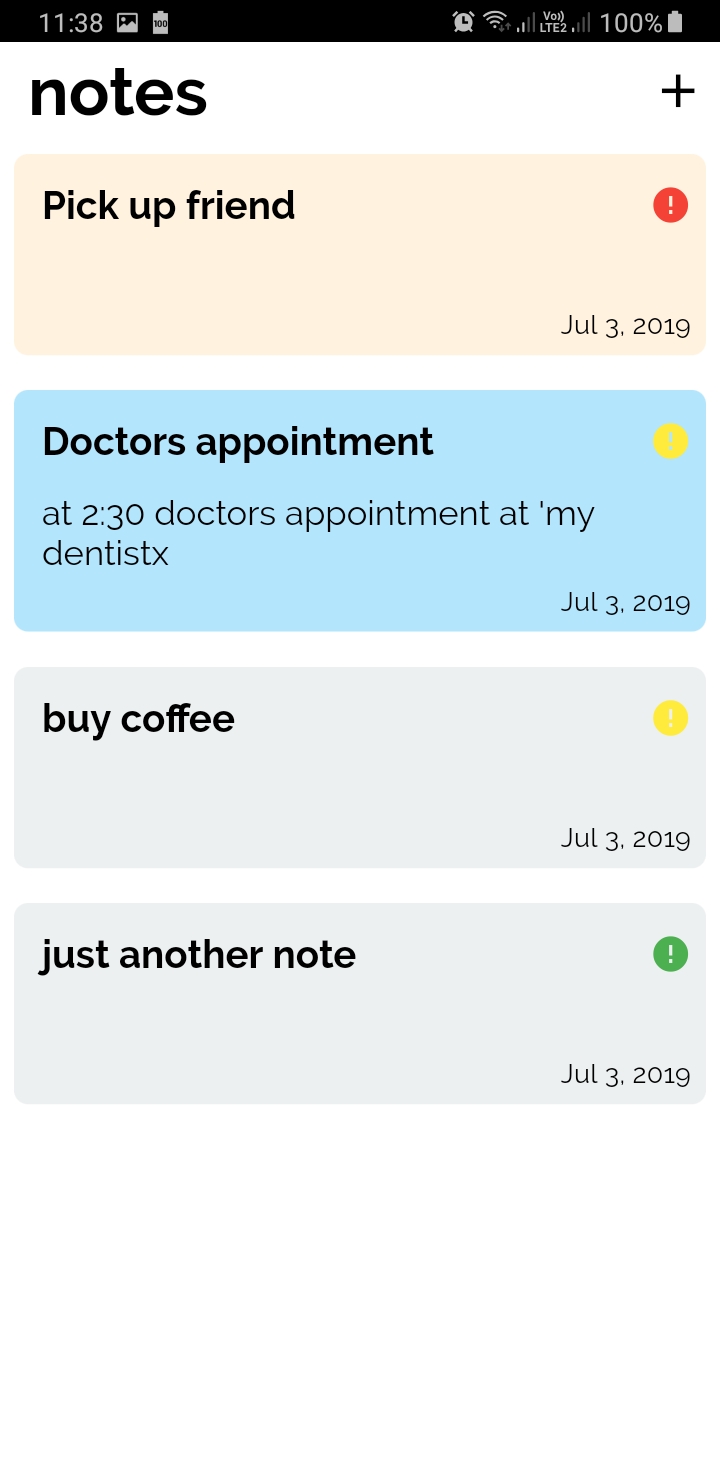 11:38 100 Vo)) LTE2 100%
notes +
Pick up friend !
Jul 3, 2019
Doctors appointment !
at 2:30 doctors appointment at 'my
dentistx
Jul 3, 2019
buy coffee !
Jul 3, 2019
just another note !
Jul 3, 2019